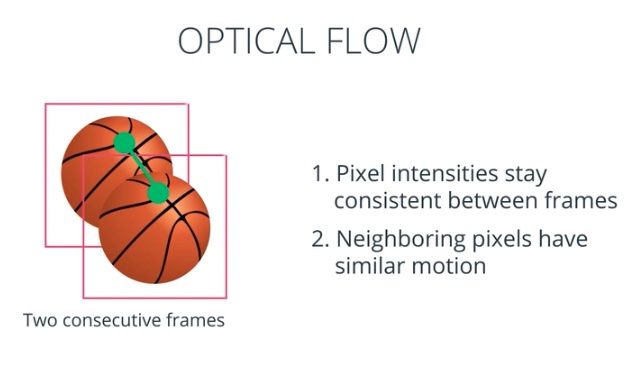 OPTICAL FLOW
1. Pixel intensities stay
consistent between frames
2. Neighboring pixels have
similar motion
Two consecutive frames